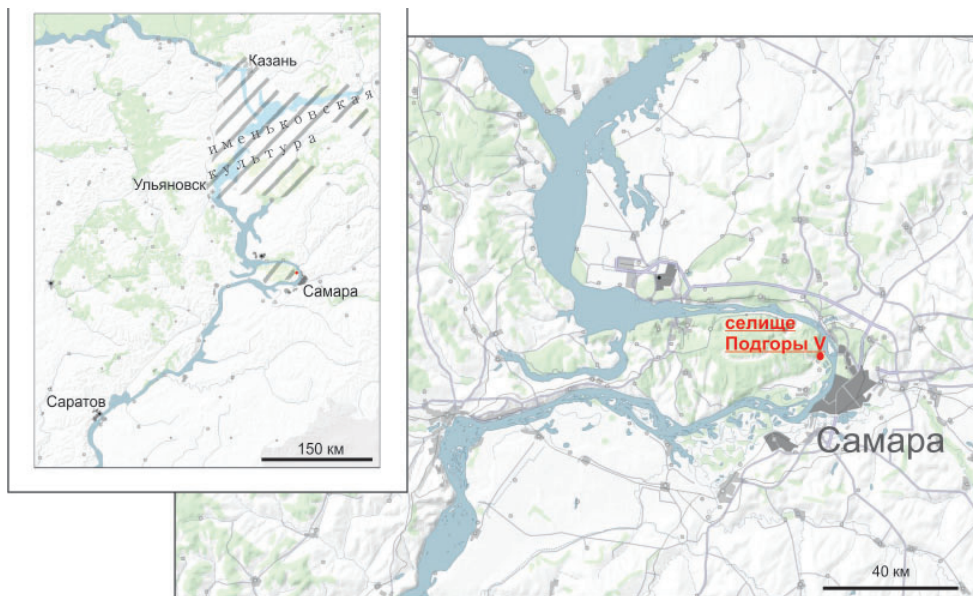 Казань
именьковская
культура
Ульяновск
Самара
Саратов
150 км
селище
Подгоры V
Самара
40 км